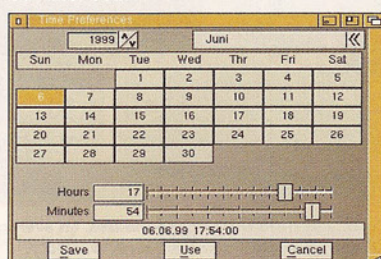 Time Preferences
1999 Juni
Sun Mon Tue Wed Thr Fri Sat
1 2 3 4 5
6 7 8 9 10 11 12
13 14 15 16 17 18 19
20 21 22 23 24 25 26
27 28 29 30
Hours 17
Minutes 54
06.06.99 17:54:00
Save Use Cancel